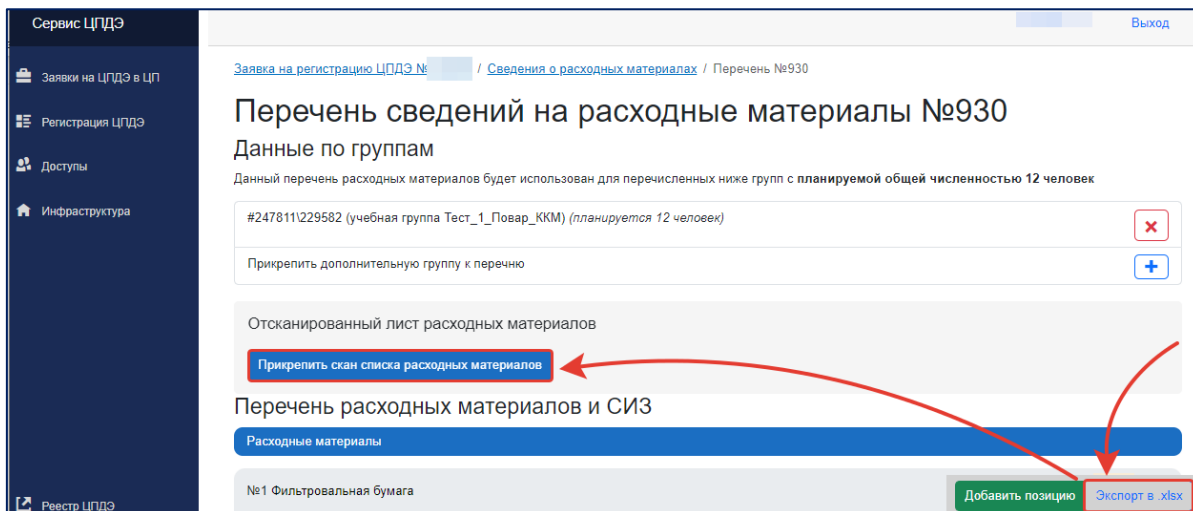 Сервис ЦПДЭ
Выход
Заявки на ЦПДЭ в ЦП
Регистрация ЦПДЭ
Доступы
Инфраструктура
Реестр ЦПДЭ
Заявка на регистрацию ЦПДЭ № / Сведения о расходных материалах / Перечень №930
Перечень сведений на расходные материалы №930
Данные по группам
Данный перечень расходных материалов будет использован для перечисленных ниже групп с планируемой общей численностью 12 человек
#247811\229582 (учебная группа Тест_1_Повар_ККМ) (планируется 12 человек)
Прикрепить дополнительную группу к перечню
Отсканированный лист расходных материалов
Прикрепить скан списка расходных материалов
Перечень расходных материалов и СИЗ
Расходные материалы
№1 Фильтровальная бумага
Добавить позицию
Экспорт в .xlsx